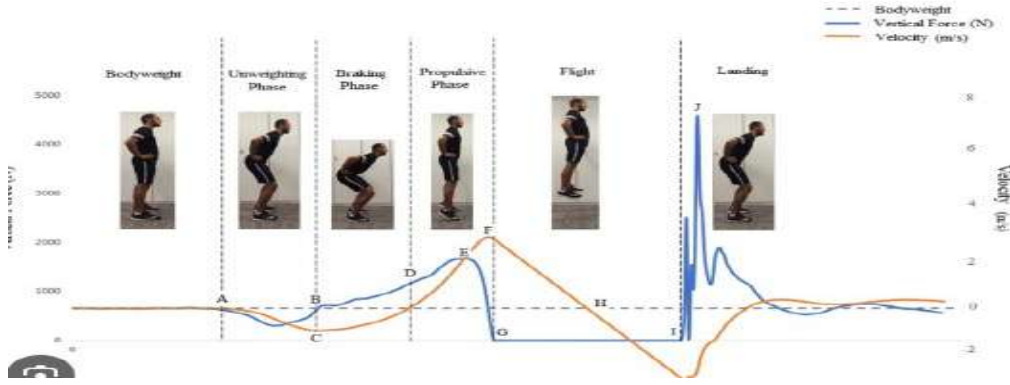 Bodyweight
Vertical Force (N)
Velocity (m/s)
Bodyweight
Unweighting
Phase
Braking
Phase
Propulsive
Phase
Flight
Landing
5000
4000
3000
2000
1000
0
0
8
6
4
2
0
-2
Velocity (m/s)
A
B
C
D
E
F
G
H
I
J